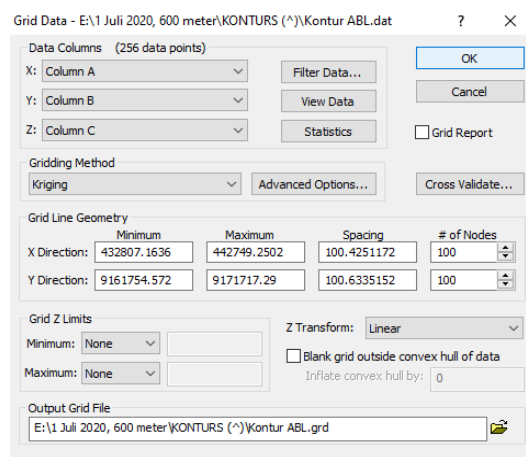 Grid Data - E:\1 Juli 2020, 600 meter\KONTURS (^)\Kontur ABL.dat ? ×
Data Columns (256 data points)
X: Column A
Y: Column B
Z: Column C
Filter Data...
View Data
Statistics
OK
Cancel
Grid Report
Gridding Method
Kriging
Advanced Options...
Cross Validate...
Grid Line Geometry
Minimum Maximum Spacing # of Nodes
X Direction: 432807.1636 442749.2502 100.4251172 100
Y Direction: 9161754.572 9171717.29 100.6335152 100
Grid Z Limits
Minimum: None
Maximum: None
Z Transform: Linear
Blank grid outside convex hull of data
Inflate convex hull by: 0
Output Grid File
E:\1 Juli 2020, 600 meter\KONTURS (^)\Kontur ABL.grd